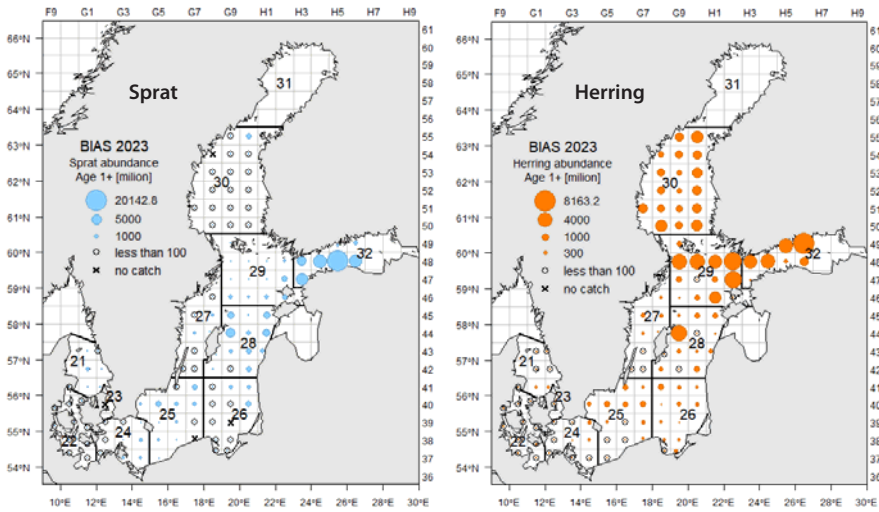 F9 G1 G3 G5 G7 G9 H1 H3 H5 H7 H9
66°N
65°N
64°N
63°N
62°N
61°N
60°N
59°N
58°N
57°N
56°N
55°N
54°N
61
60
59
58
57
56
55
54
53
52
51
50
49
48
47
46
45
44
43
42
41
40
39
38
37
36
31
Sprat
BIAS 2023
Sprat abundance
Age 1+ [milion]
20142.8
5000
1000
less than 100
no catch
30
32
29
27
28
21
23
25
26
24
22
10°E 12°E 14°E 16°E 18°E 20°E 22°E 24°E 26°E 28°E 30°E
F9 G1 G3 G5 G7 G9 H1 H3 H5 H7 H9
66°N
65°N
64°N
63°N
62°N
61°N
60°N
59°N
58°N
57°N
56°N
55°N
54°N
61
60
59
58
57
56
55
54
53
52
51
50
49
48
47
46
45
44
43
42
41
40
39
38
37
36
31
Herring
BIAS 2023
Herring abundance
Age 1+ [milion]
8163.2
4000
1000
300
less than 100
no catch
30
32
29
27
28
21
23
25
26
24
22
10°E 12°E 14°E 16°E 18°E 20°E 22°E 24°E 26°E 28°E 30°E